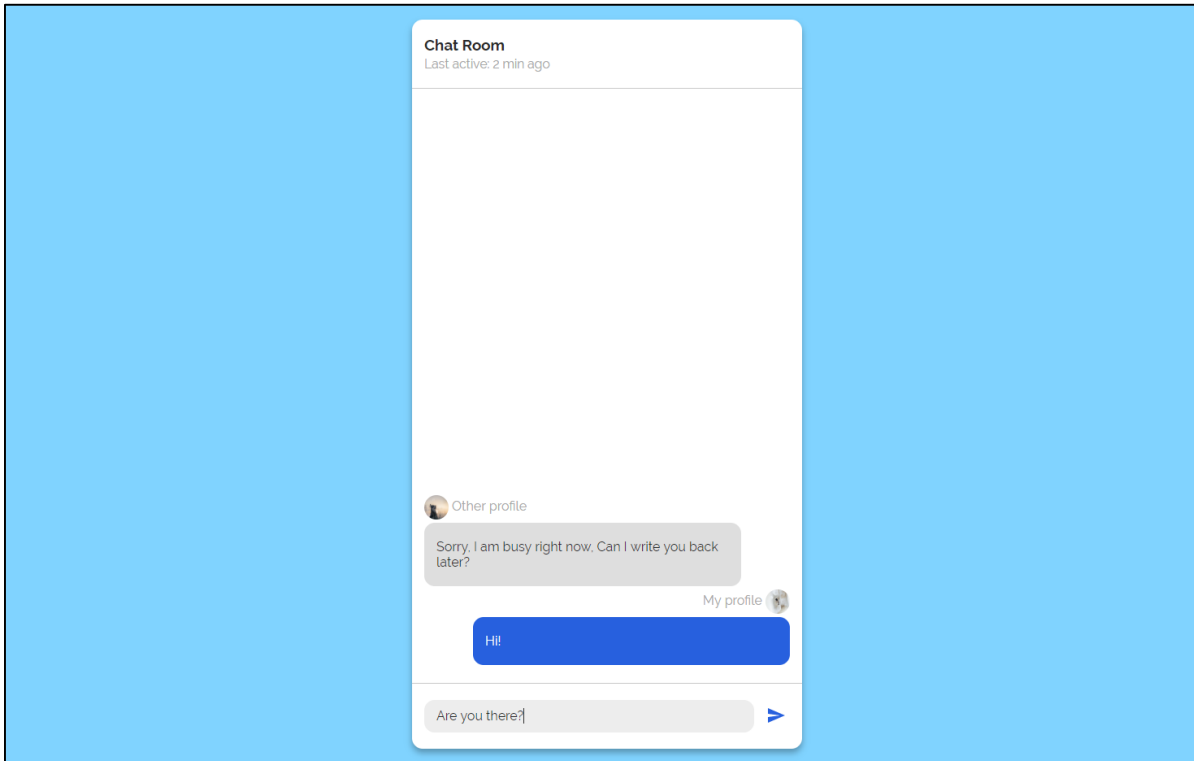 Chat Room
Last active: 2 min ago
Other profile
Sorry, I am busy right now, Can I write you back
later?
My profile
Hi!
Are you there?